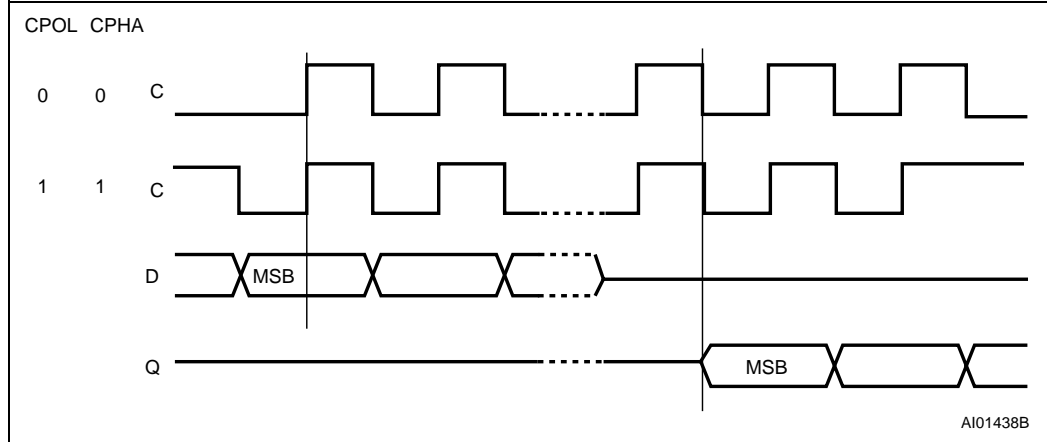 CPOL CPHA
0 0 C
1 1 C
D MSB
Q MSB
AI01438B